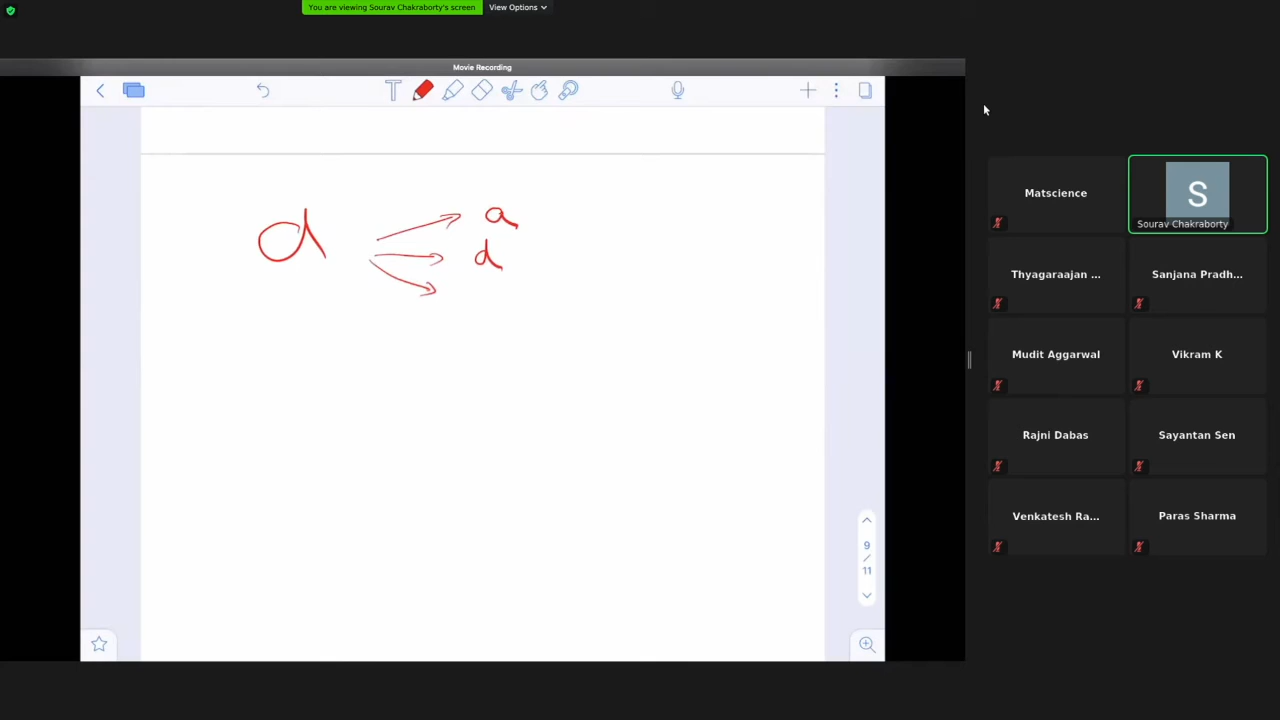 You are viewing Sourav Chakraborty's screen
View Options
Movie Recording
T
d
a
d
9
/
11
Matscience
S
Sourav Chakraborty
Thyagaraajan ...
Sanjana Pradh...
Mudit Aggarwal
Vikram K
Rajni Dabas
Sayantan Sen
Venkatesh Ra...
Paras Sharma